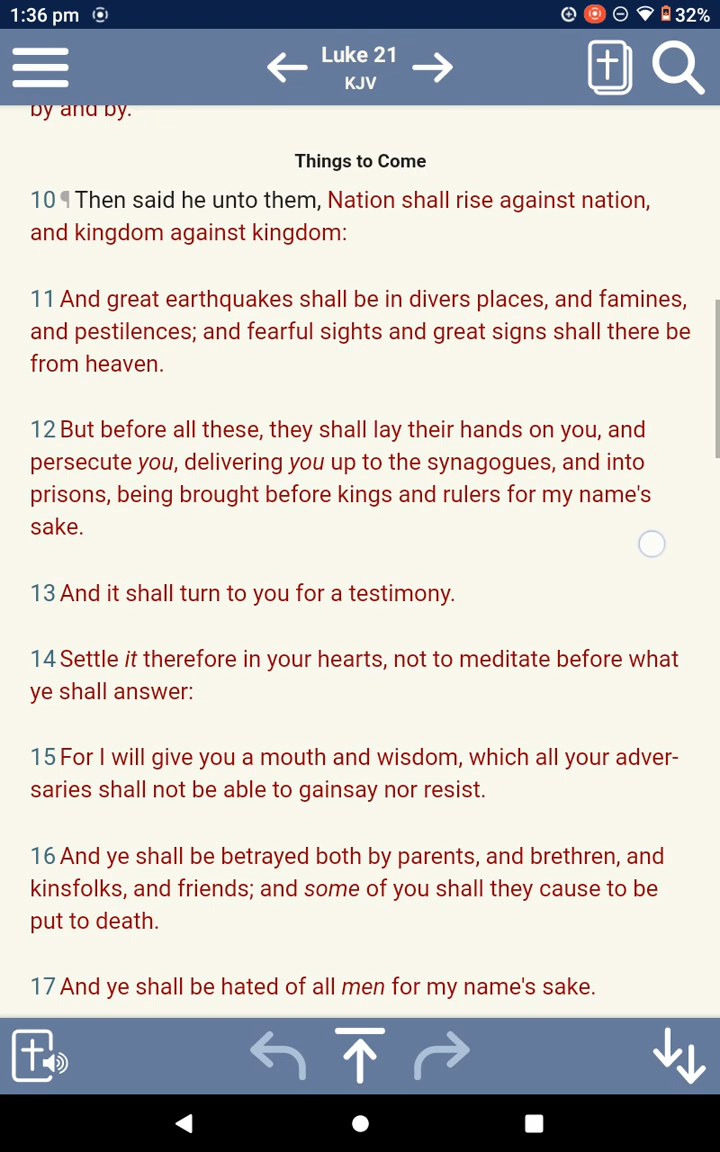 1:36 pm
32%
Luke 21
KJV
by and by.
Things to Come
10 ¶ Then said he unto them, Nation shall rise against nation,
and kingdom against kingdom:
11 And great earthquakes shall be in divers places, and famines,
and pestilences; and fearful sights and great signs shall there be
from heaven.
12 But before all these, they shall lay their hands on you, and
persecute you, delivering you up to the synagogues, and into
prisons, being brought before kings and rulers for my name's
sake.
13 And it shall turn to you for a testimony.
14 Settle it therefore in your hearts, not to meditate before what
ye shall answer:
15 For I will give you a mouth and wisdom, which all your adver-
saries shall not be able to gainsay nor resist.
16 And ye shall be betrayed both by parents, and brethren, and
kinsfolks, and friends; and some of you shall they cause to be
put to death.
17 And ye shall be hated of all men for my name's sake.